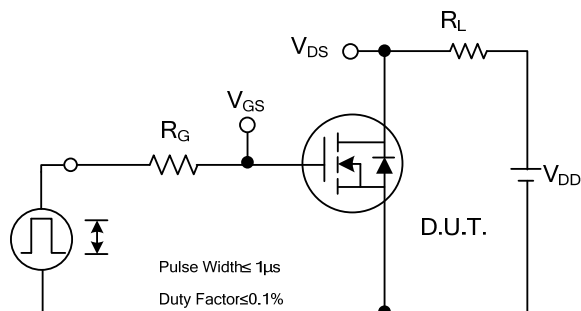 R_L
V_DS
V_GS
R_G
V_DD
D.U.T.
Pulse Width≤ 1μs
Duty Factor≤0.1%